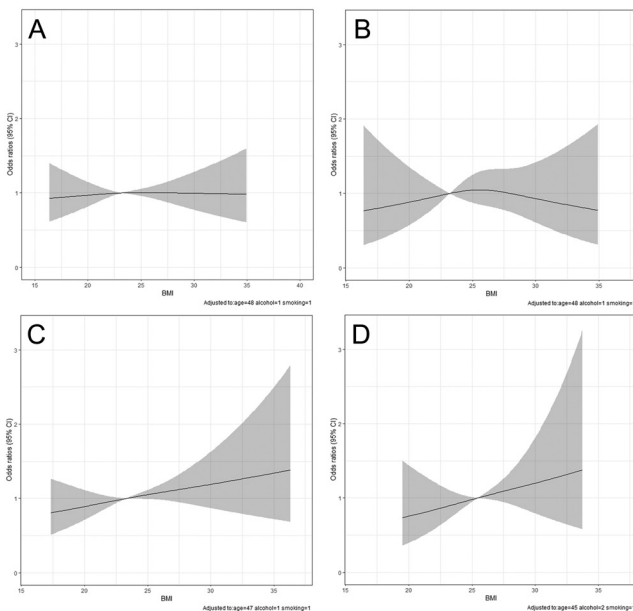 A
Odds ratios (95% CI)
3
2
1
0
15 20 25 30 35 40
BMI
Adjusted to:age=48 alcohol=1 smoking=1
B
Odds ratios (95% CI)
3
2
1
0
15 20 25 30 35
BMI
Adjusted to:age=48 alcohol=1 smoking=
C
Odds ratios (95% CI)
3
2
1
0
15 20 25 30 35
BMI
Adjusted to:age=47 alcohol=1 smoking=1
D
Odds ratios (95% CI)
3
2
1
0
15 20 25 30 35
BMI
Adjusted to:age=45 alcohol=2 smoking=